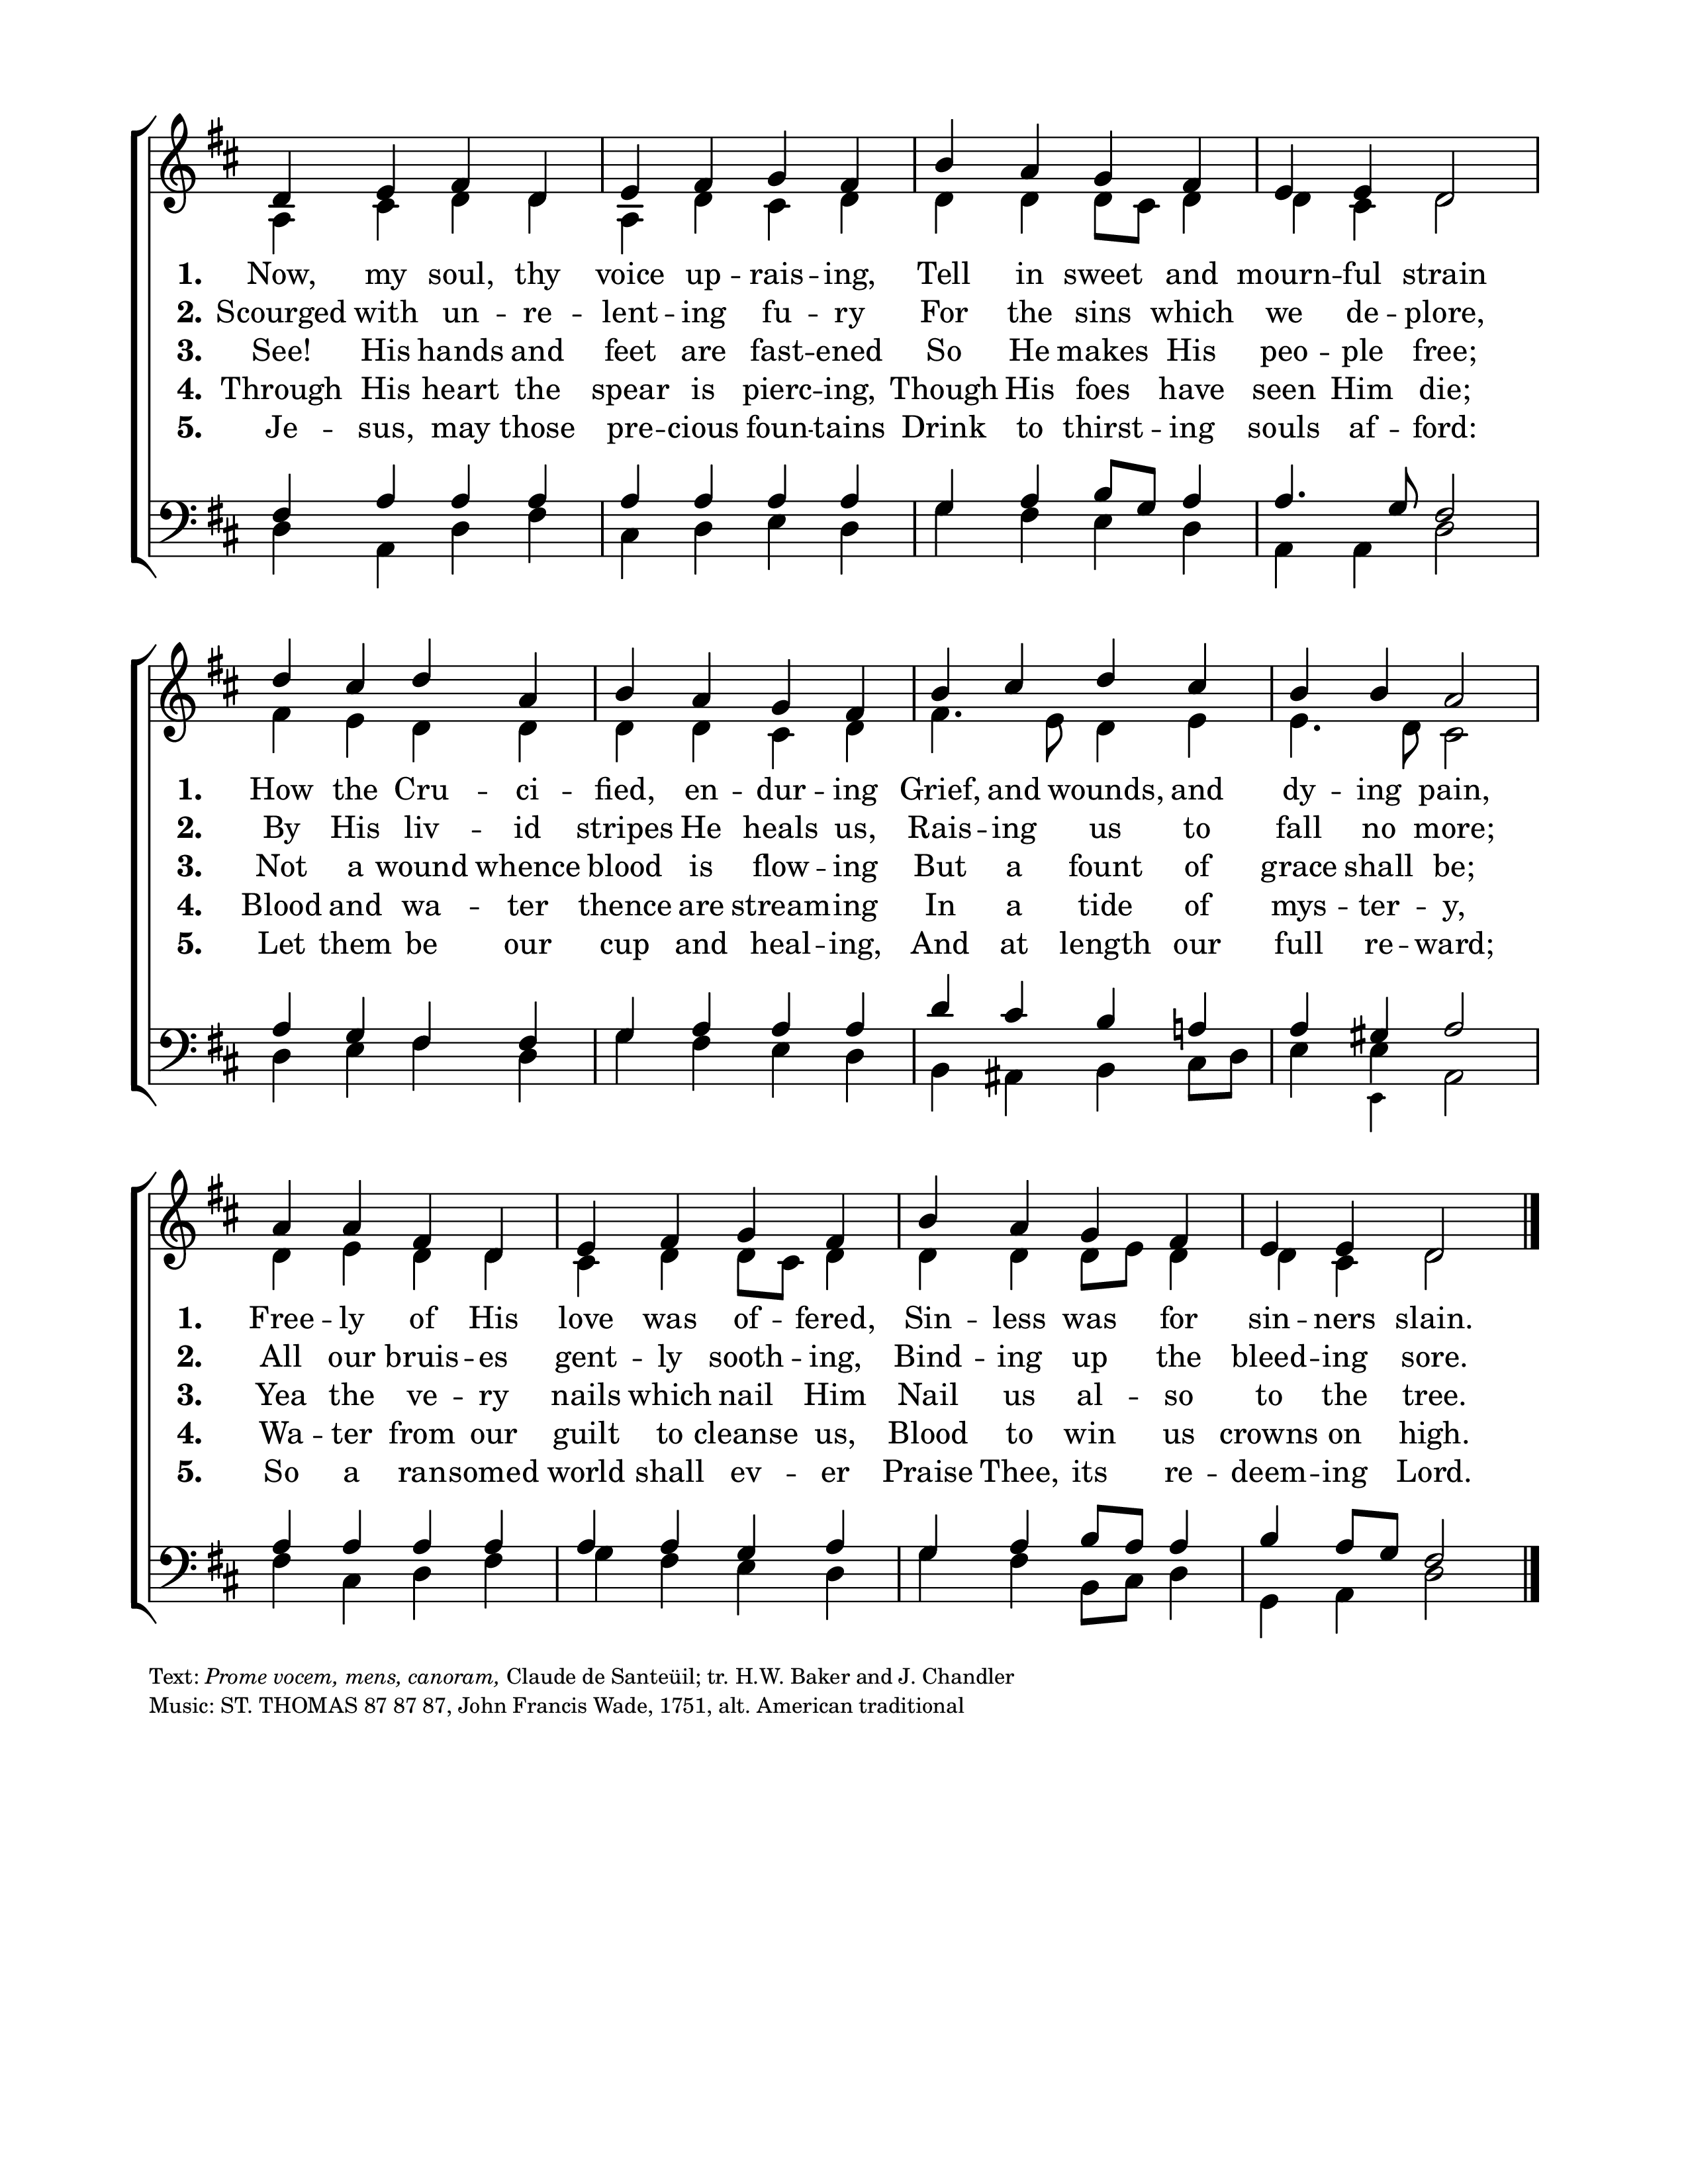 1. Now, my soul, thy voice up -- rais -- ing, Tell in sweet and mourn -- ful strain
2. Scourged with un -- re -- lent -- ing fu -- ry For the sins which we de -- plore,
3. See! His hands and feet are fast -- ened So He makes His peo -- ple free;
4. Through His heart the spear is pierc -- ing, Though His foes have seen Him die;
5. Je -- sus, may those pre -- cious foun -- tains Drink to thirst -- ing souls af -- ford:
1. How the Cru -- ci -- fied, en -- dur -- ing Grief, and wounds, and dy -- ing pain,
2. By His liv -- id stripes He heals us, Rais -- ing us to fall no more;
3. Not a wound whence blood is flow -- ing But a fount of grace shall be;
4. Blood and wa -- ter thence are streaming In a tide of mys -- ter -- y,
5. Let them be our cup and heal -- ing, And at length our full re -- ward;
1. Free -- ly of His love was of -- fered, Sin -- less was for sin -- ners slain.
2. All our bruis -- es gent -- ly sooth -- ing, Bind -- ing up the bleed -- ing sore.
3. Yea the ve -- ry nails which nail Him Nail us al -- so to the tree.
4. Wa -- ter from our guilt to cleanse us, Blood to win us crowns on high.
5. So a ransomed world shall ev -- er Praise Thee, its re -- deem -- ing Lord.
Text: Prome vocem, mens, canoram, Claude de Santeüil; tr. H.W. Baker and J. Chandler
Music: ST. THOMAS 87 87 87, John Francis Wade, 1751, alt. American traditional